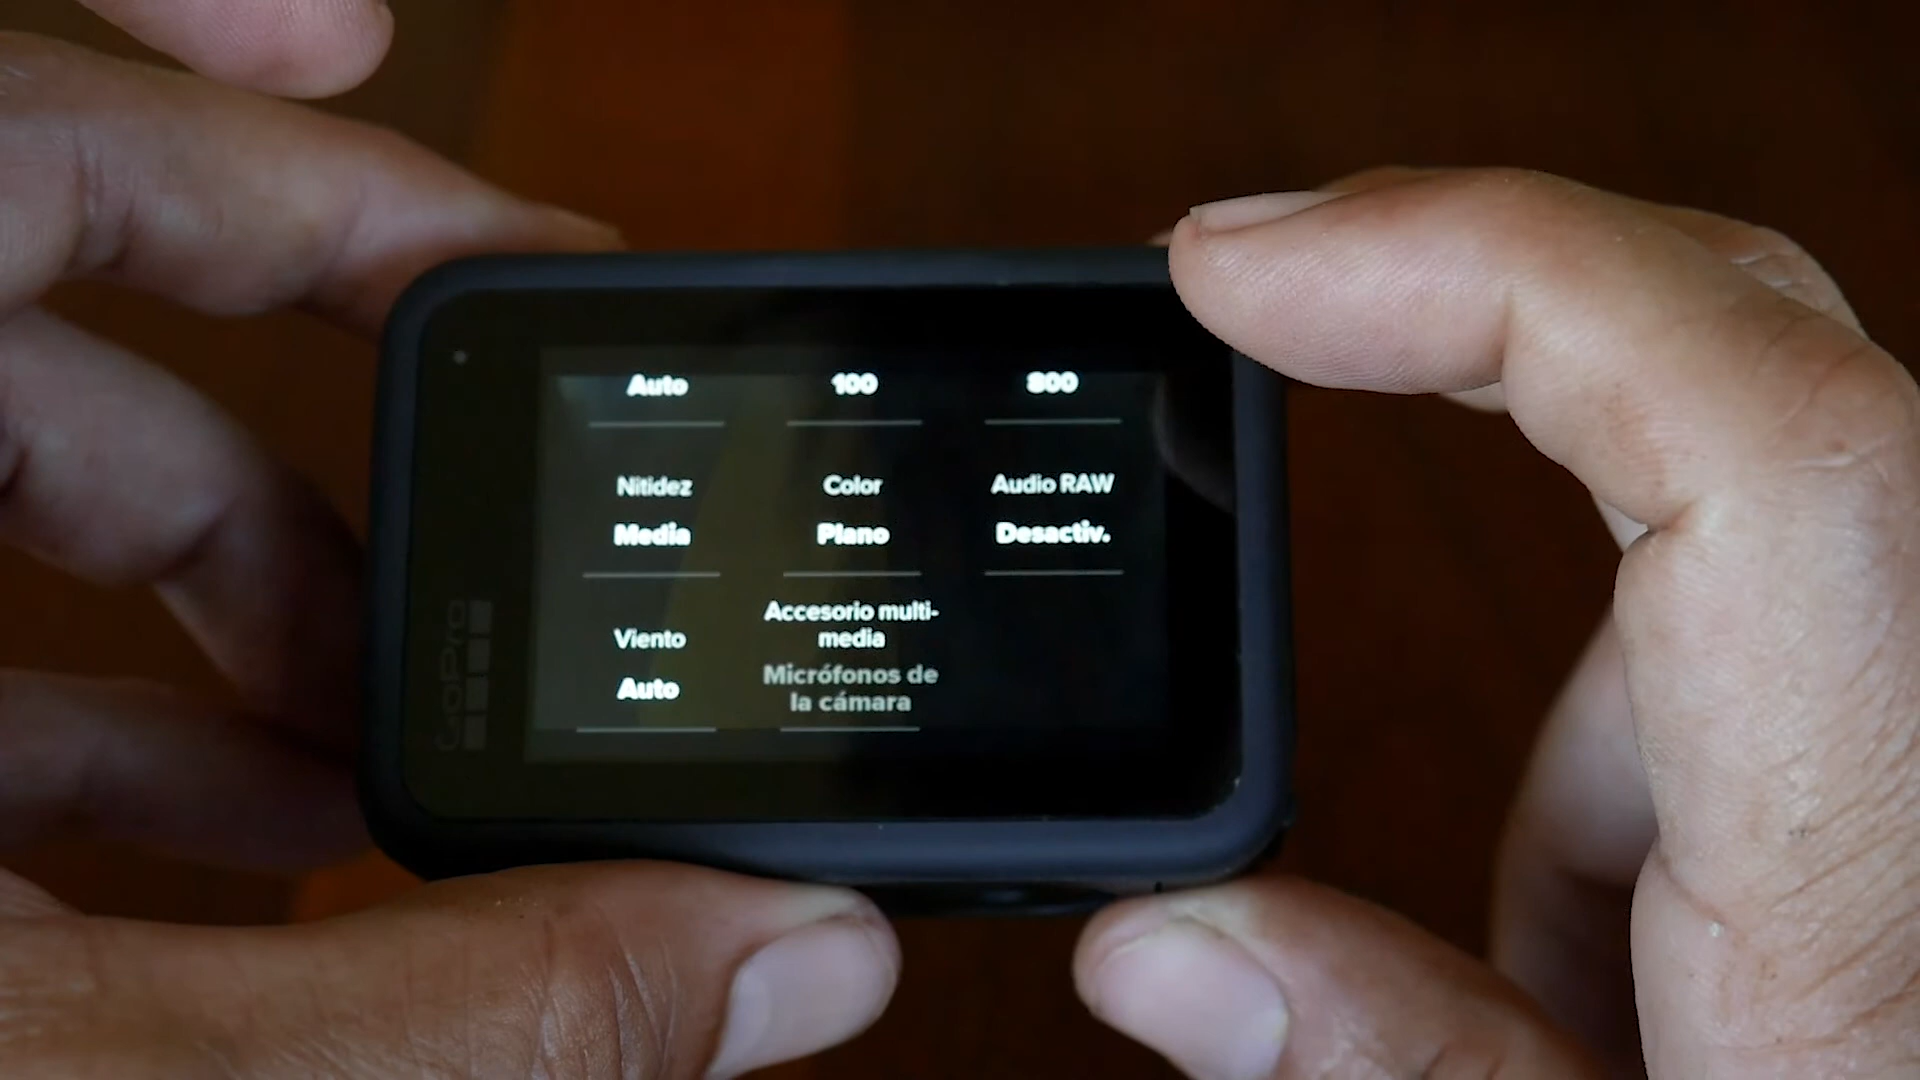 Auto 100 800
Nitidez Color Audio RAW
Media Plano Desactiv.
Viento Accesorio multi-
media
Auto Micrófonos de
la cámara
GoPro